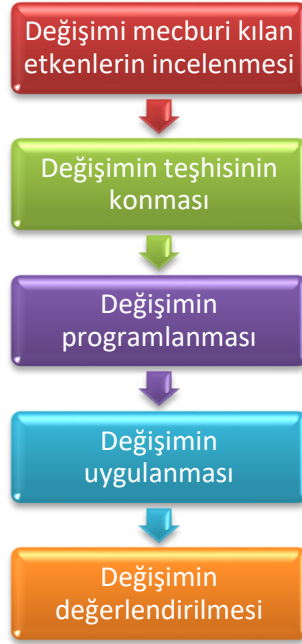 Değişimi mecburi kılan
etkenlerin incelenmesi
Değişimin teşhisinin
konması
Değişimin
programlanması
Değişimin
uygulanması
Değişimin
değerlendirilmesi